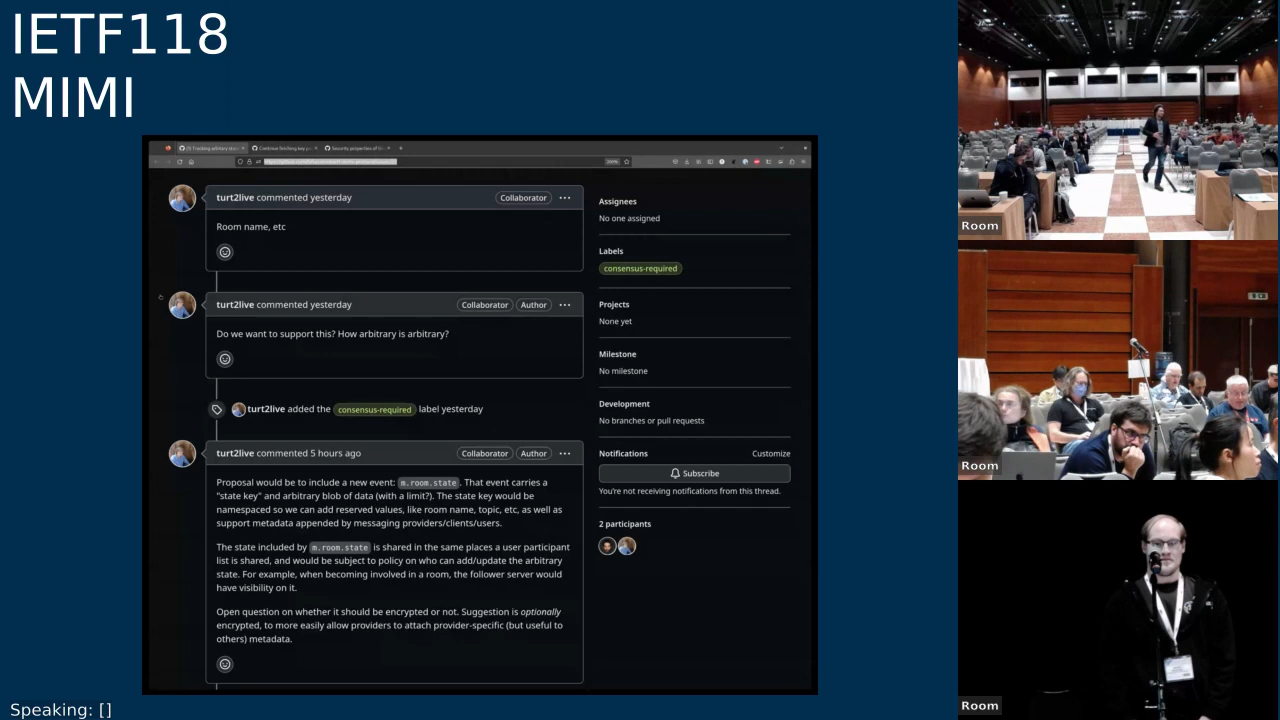 IETF118
MIMI
turt2live commented yesterday
Collaborator
Room name, etc
turt2live commented yesterday
Collaborator
Author
Do we want to support this? How arbitrary is arbitrary?
turt2live added the consensus-required label yesterday
turt2live commented 5 hours ago
Collaborator
Author
Proposal would be to include a new event: m.room.state. That event carries a
"state key" and arbitrary blob of data (with a limit?). The state key would be
namespaced so we can add reserved values, like room name, topic, etc, as well as
support metadata appended by messaging providers/clients/users.
The state included by m.room.state is shared in the same places a user participant
list is shared, and would be subject to policy on who can add/update the arbitrary
state. For example, when becoming involved in a room, the follower server would
have visibility on it.
Open question on whether it should be encrypted or not. Suggestion is optionally
encrypted, to more easily allow providers to attach provider-specific (but useful to
others) metadata.
Assignees
No one assigned
Labels
consensus-required
Projects
None yet
Milestone
No milestone
Development
No branches or pull requests
Notifications
Customize
Subscribe
You're not receiving notifications from this thread.
2 participants
Room
Room
Room
Speaking: []